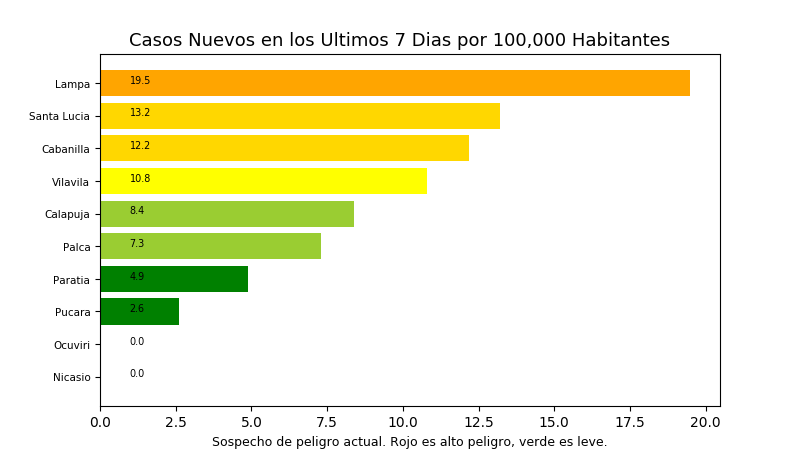 Casos Nuevos en los Ultimos 7 Dias por 100,000 Habitantes
Lampa 19.5
Santa Lucia 13.2
Cabanilla 12.2
Vilavila 10.8
Calapuja 8.4
Palca 7.3
Paratia 4.9
Pucara 2.6
Ocuviri 0.0
Nicasio 0.0
0.0 2.5 5.0 7.5 10.0 12.5 15.0 17.5 20.0
Sospecho de peligro actual. Rojo es alto peligro, verde es leve.